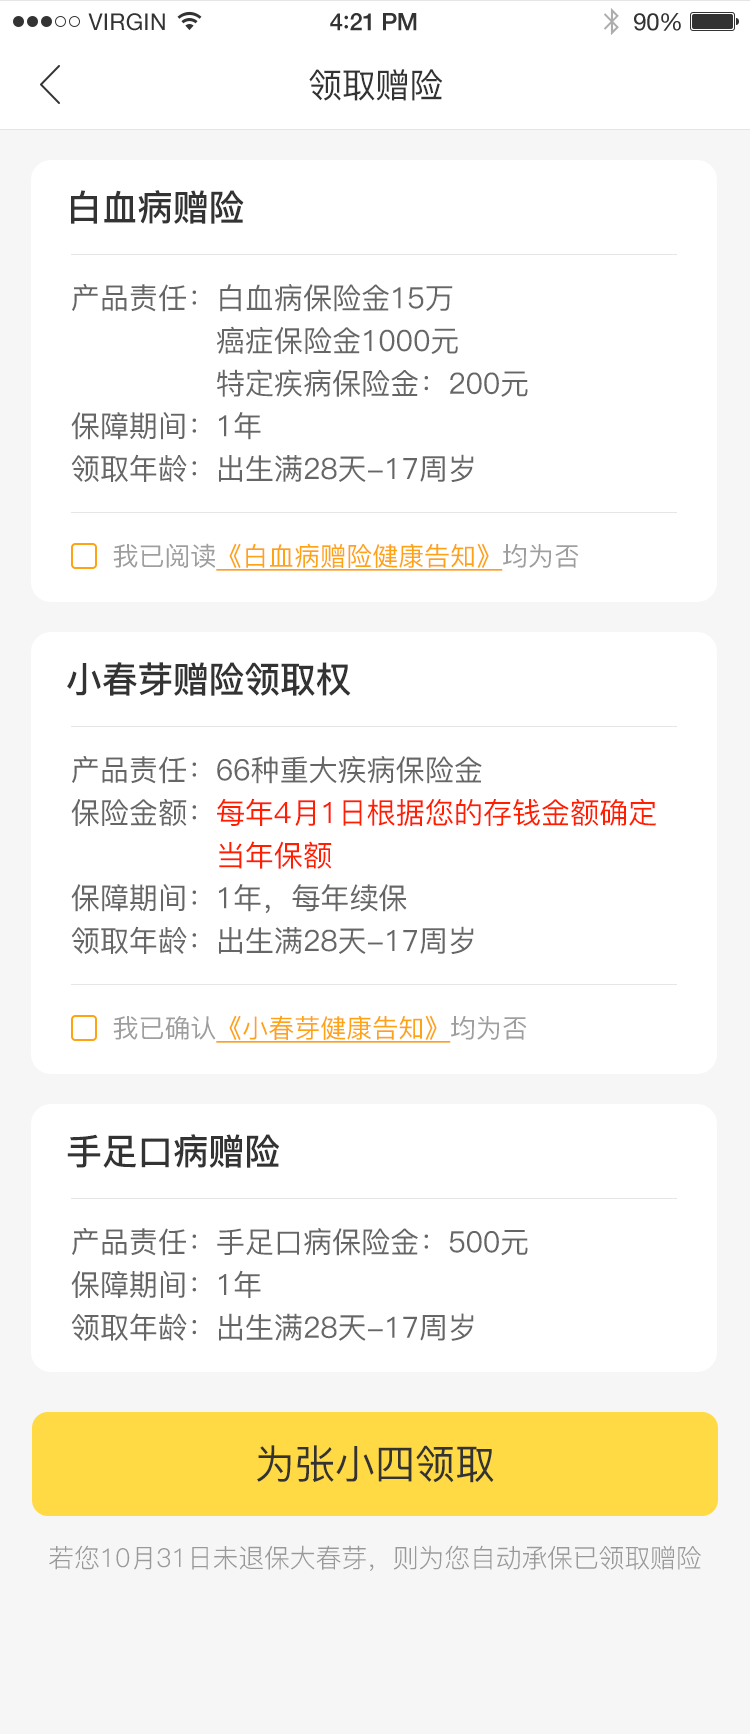 VIRGIN 4:21 PM 90%
领取赠险
白血病赠险
产品责任：白血病保险金15万
癌症保险金1000元
特定疾病保险金：200元
保障期间：1年
领取年龄：出生满28天-17周岁
我已阅读《白血病赠险健康告知》均为否
小春芽赠险领取权
产品责任：66种重大疾病保险金
保险金额：每年4月1日根据您的存钱金额确定
当年保额
保障期间：1年，每年续保
领取年龄：出生满28天-17周岁
我已确认《小春芽健康告知》均为否
手足口病赠险
产品责任：手足口病保险金：500元
保障期间：1年
领取年龄：出生满28天-17周岁
为张小四领取
若您10月31日未退保大春芽，则为您自动承保已领取赠险